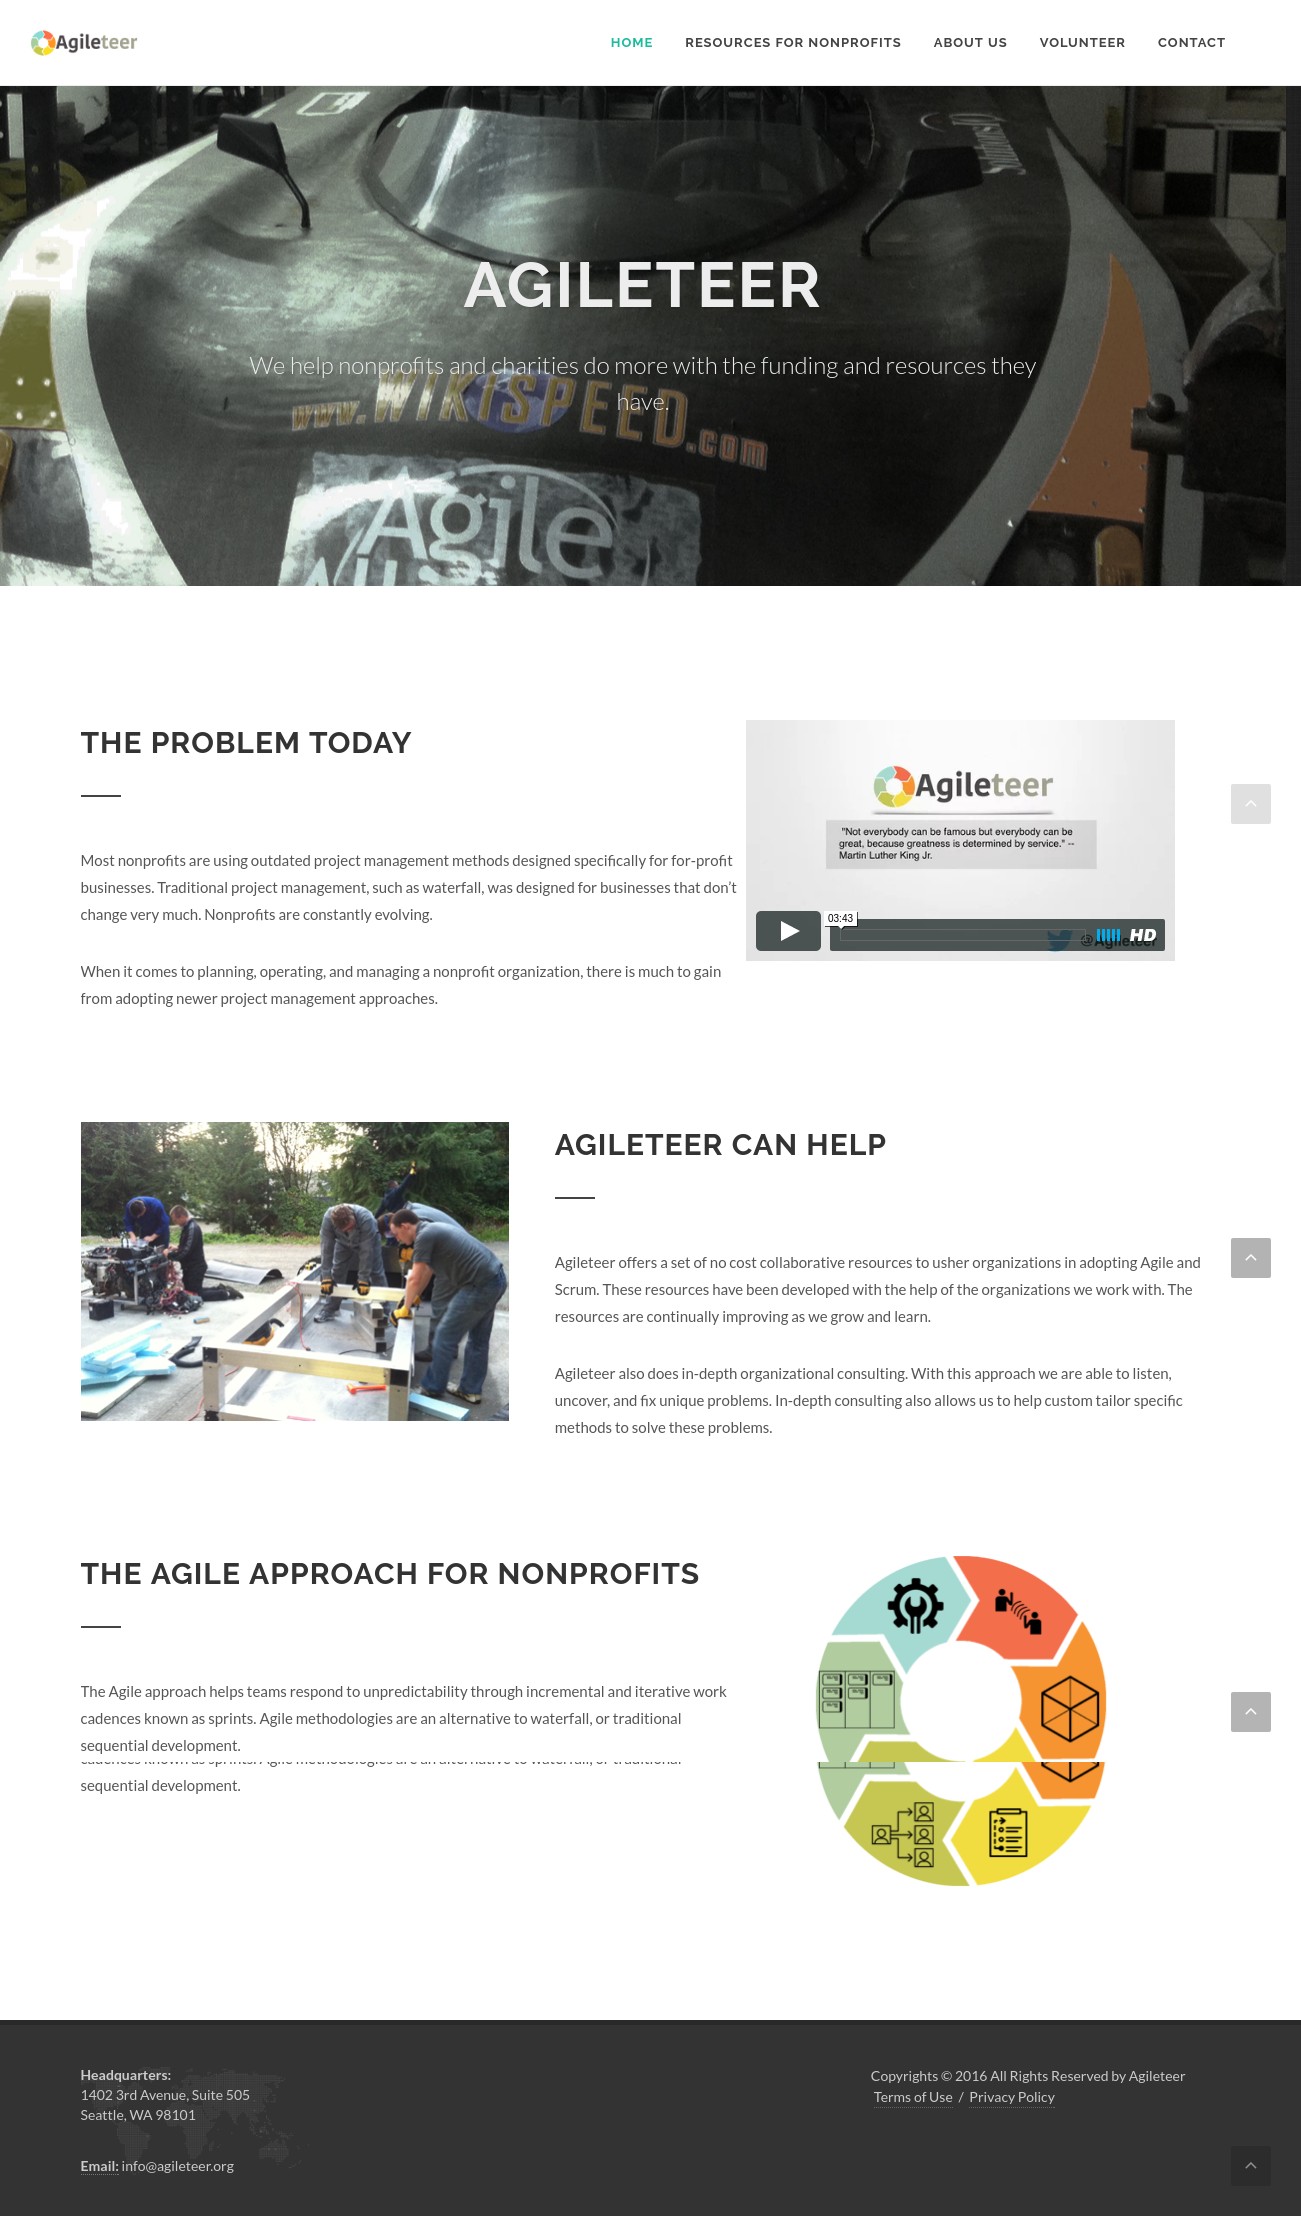 Agileteer
HOME
RESOURCES FOR NONPROFITS
ABOUT US
VOLUNTEER
CONTACT
AGILETEER
We help nonprofits and charities do more with the funding and resources they
have.
www.WIKISPEED.com
Agile
THE PROBLEM TODAY
Most nonprofits are using outdated project management methods designed specifically for for-profit
businesses. Traditional project management, such as waterfall, was designed for businesses that don’t
change very much. Nonprofits are constantly evolving.
When it comes to planning, operating, and managing a nonprofit organization, there is much to gain
from adopting newer project management approaches.
Agileteer
"Not everybody can be famous but everybody can be
great, because greatness is determined by service." --
Martin Luther King Jr.
03:43
@Agileteer
HD
AGILETEER CAN HELP
Agileteer offers a set of no cost collaborative resources to usher organizations in adopting Agile and
Scrum. These resources have been developed with the help of the organizations we work with. The
resources are continually improving as we grow and learn.
Agileteer also does in-depth organizational consulting. With this approach we are able to listen,
uncover, and fix unique problems. In-depth consulting also allows us to help custom tailor specific
methods to solve these problems.
THE AGILE APPROACH FOR NONPROFITS
The Agile approach helps teams respond to unpredictability through incremental and iterative work
cadences known as sprints. Agile methodologies are an alternative to waterfall, or traditional
sequential development.
cadences known as sprints. Agile methodologies are an alternative to waterfall, or traditional
sequential development.
Headquarters:
1402 3rd Avenue, Suite 505
Seattle, WA 98101
Email: info@agileteer.org
Copyrights © 2016 All Rights Reserved by Agileteer
Terms of Use / Privacy Policy